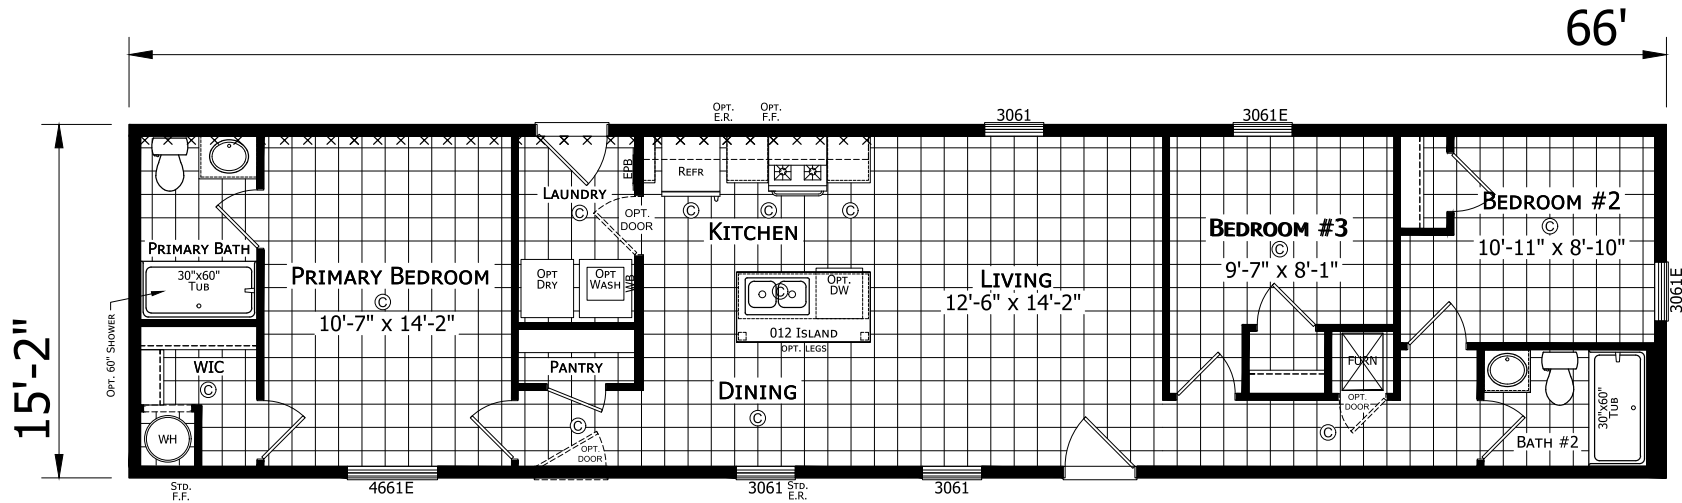 66'
15'-2"
OPT.
E.R.
OPT.
F.F.
3061
3061E
PRIMARY BATH
30"x60"
TUB
OPT. 60" SHOWER
WIC
C
WH
STD.
F.F.
PRIMARY BEDROOM
C
10'-7" x 14'-2"
4661E
LAUNDRY
C
EPB
OPT.
DOOR
OPT
DRY
OPT
WASH
WB
PANTRY
C
OPT.
DOOR
REFR
C
C
C
KITCHEN
C
OPT.
DW
012 ISLAND
OPT. LEGS
DINING
C
3061
STD.
E.R.
3061
LIVING
12'-6" x 14'-2"
BEDROOM #3
C
9'-7" x 8'-1"
FURN
OPT.
DOOR
C
BEDROOM #2
C
10'-11" x 8'-10"
3061E
BATH #2
30"x60"
TUB